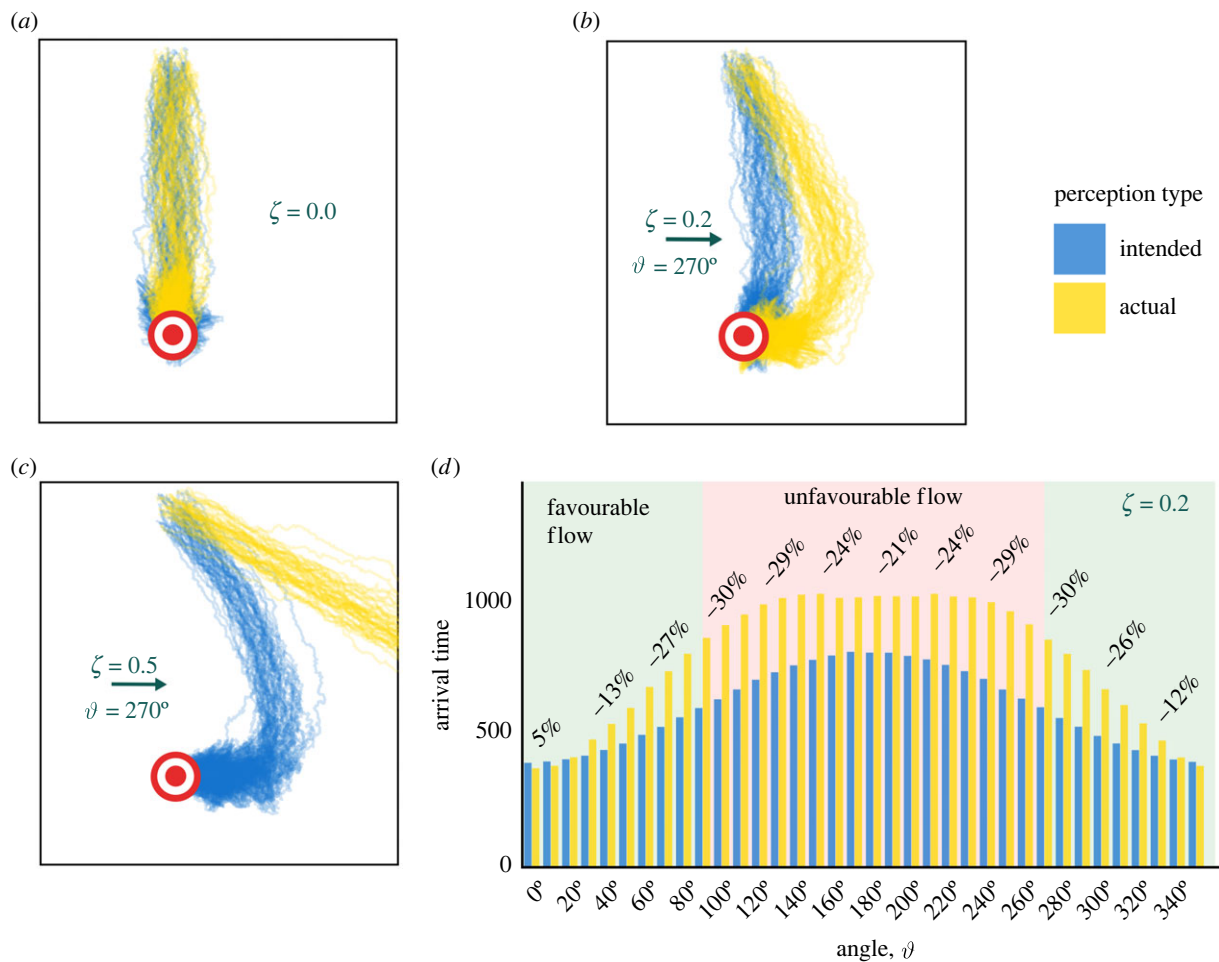 (a)
ζ = 0.0
(b)
ζ = 0.2
ϑ = 270º
perception type
intended
actual
(c)
ζ = 0.5
ϑ = 270º
(d)
favourable
flow
unfavourable flow
ζ = 0.2
5%
–13%
–27%
–30%
–29%
–24%
–21%
–24%
–29%
–30%
–26%
–12%
1000
500
0
arrival time
0º
20º
40º
60º
80º
100º
120º
140º
160º
180º
200º
220º
240º
260º
280º
300º
320º
340º
angle, ϑ